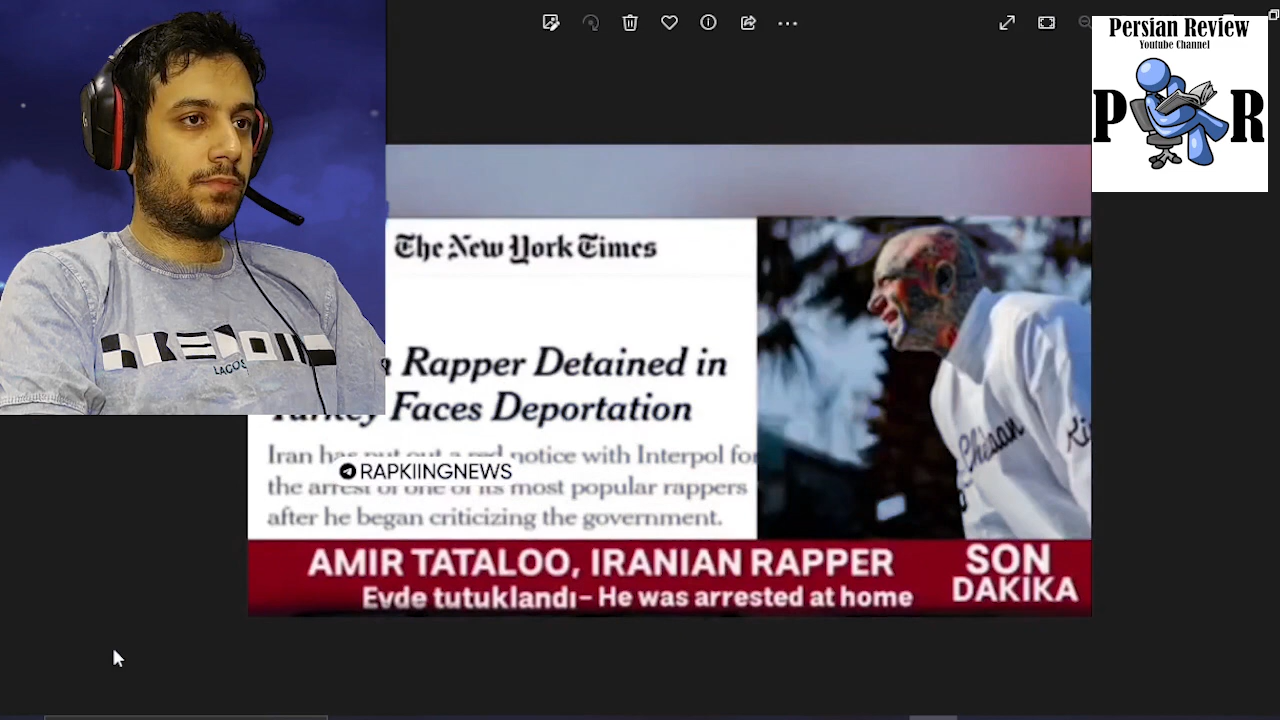 Persian Review
Youtube Channel
P R
LAGOS
The New York Times
Rapper Detained in
Turkey Faces Deportation
Iran has put out a red notice with Interpol for
RAPKIINGNEWS
the arrest of one of its most popular rappers
after he began criticizing the government.
AMIR TATALOO, IRANIAN RAPPER
Evde tutuklandı– He was arrested at home
SON
DAKIKA